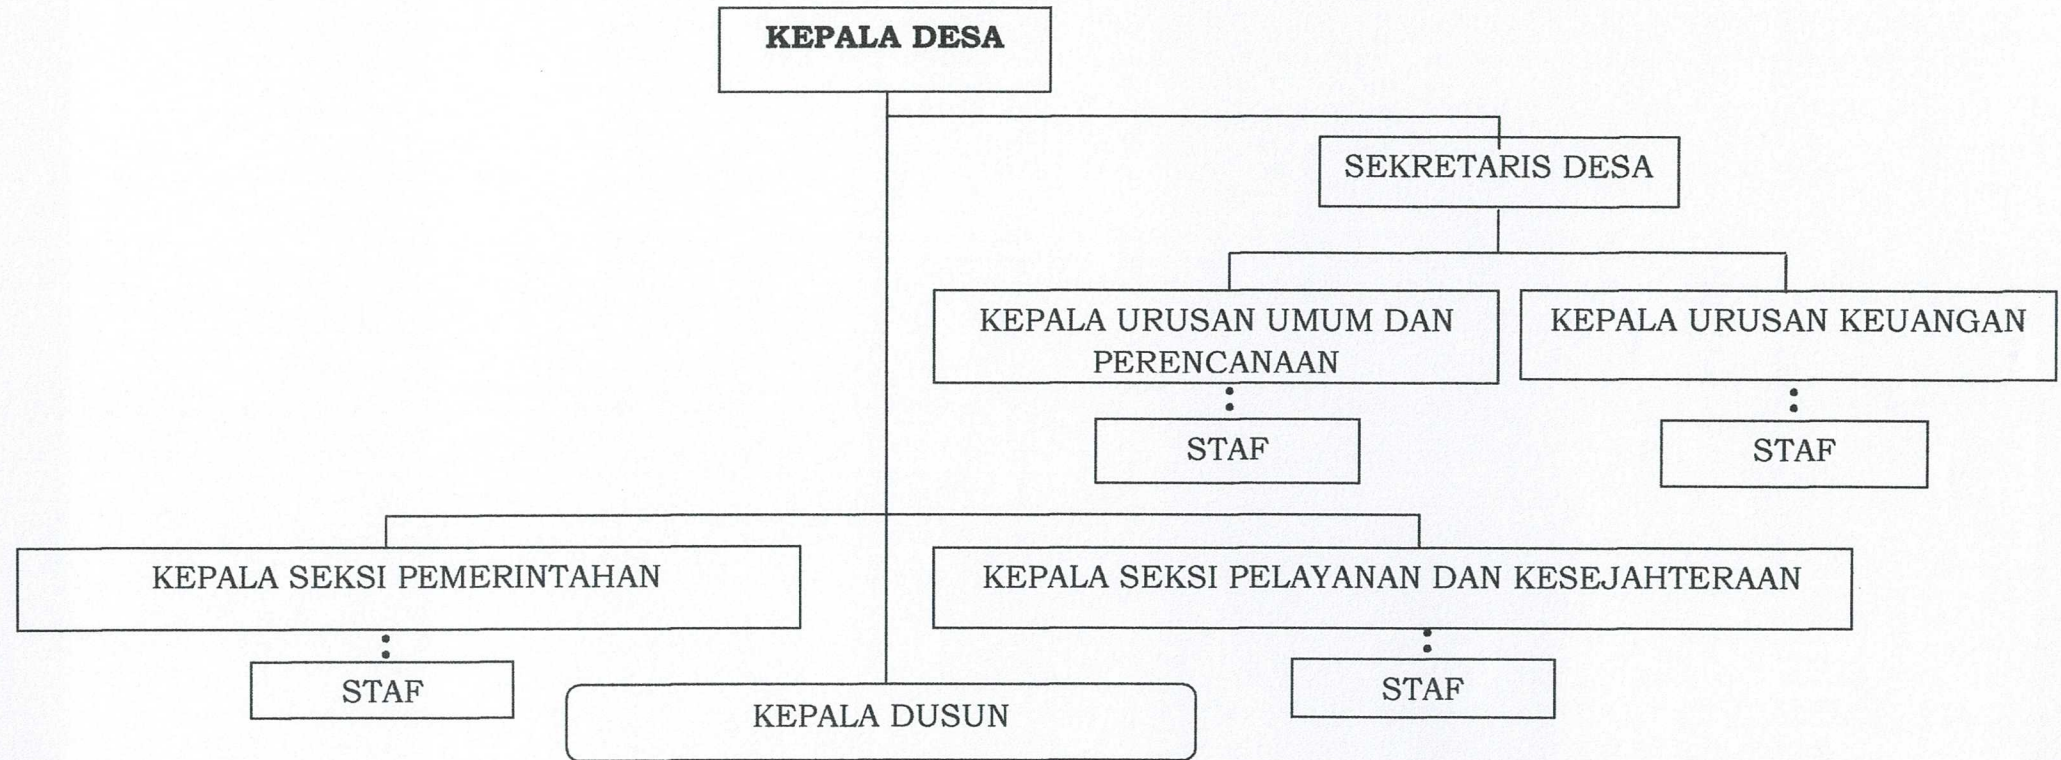 KEPALA DESA
SEKRETARIS DESA
KEPALA URUSAN UMUM DAN
PERENCANAAN
KEPALA URUSAN KEUANGAN
STAF
STAF
KEPALA SEKSI PEMERINTAHAN
KEPALA SEKSI PELAYANAN DAN KESEJAHTERAAN
STAF
STAF
KEPALA DUSUN